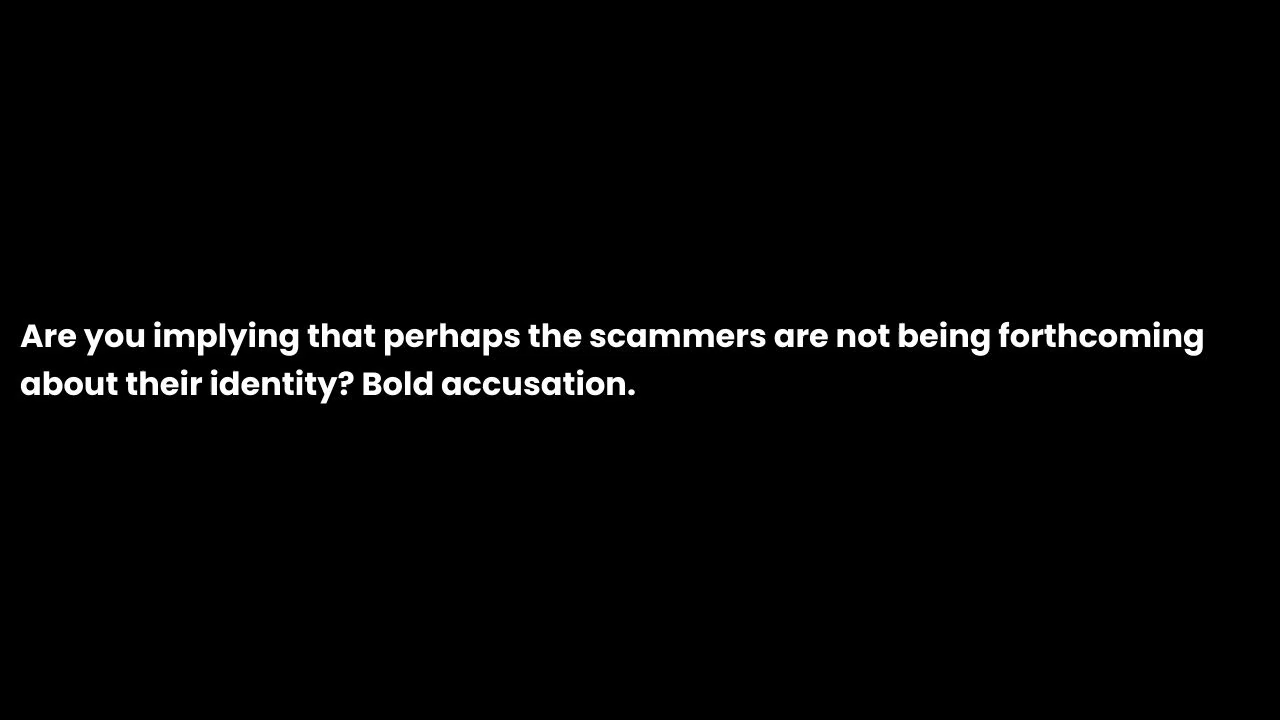 Are you implying that perhaps the scammers are not being forthcoming
about their identity? Bold accusation.